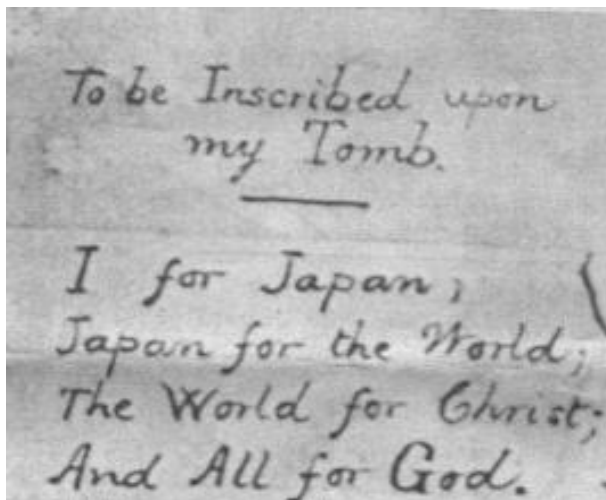 To be Inscribed upon
my Tomb.
I for Japan;
Japan for the World;
The World for Christ;
And All for God.